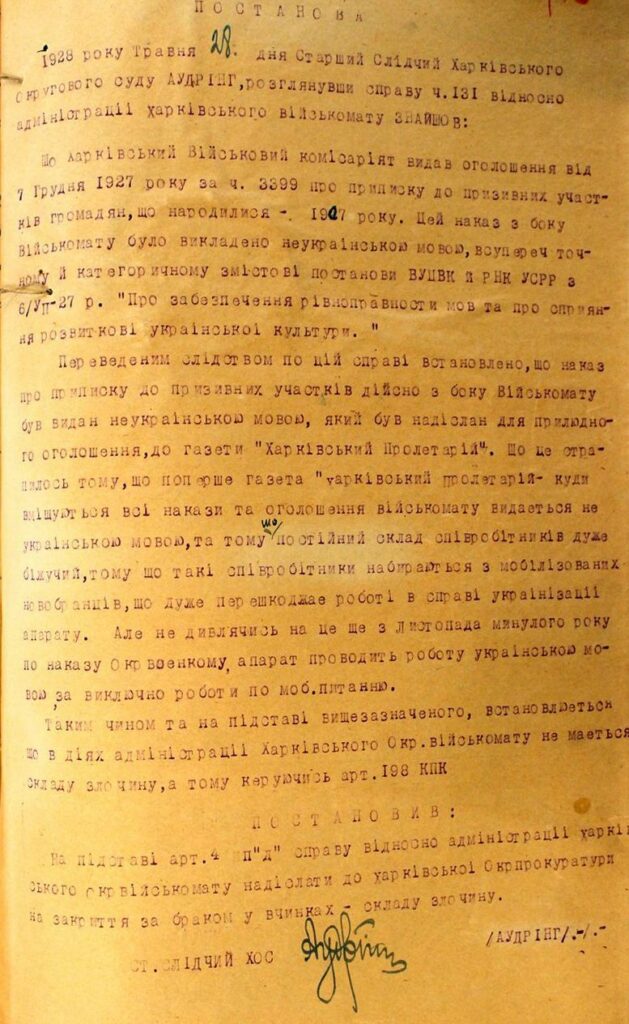 П О С Т А Н О В А
1928 року Травня 28. дня Старший Слідчий Харківського
Округового суду АУДРІНГ, розглянувши справу ч. 131 відносно
адміністрації харківського військомату ЗНАЙШОВ:
Що Харківський Військовий комісаріят видав оголошення від
7 Грудня 1927 року за ч. 3399 про приписку до призивних участ-
ків громадян, що народилися - 1907 року. Цей наказ з боку
Військомату було викладено неукраїнською мовою, всупереч точ-
ному й категоричному змістові постанови ВУЦВК й РНК УСРР з
6/УП-27 р. "Про забезпечення рівноправности мов та про сприян-
ня розвиткові української культури. "
Переведеним слідством по цій справі встановлено, що наказ
про приписку до призивних участків дійсно з боку Військомату
був видан неукраїнською мовою, який був надіслан для прилюдно-
го оголошення, до газети "Харківський Пролетарій". Що це стра-
пилось тому, що поперше газета "харківський пролетарій- куди
вміщуються всі накази та оголошення військомату видається не
українською мовою, та тому що постійний склад співробітників дуже
біжучий, тому що такі співробітники набираються з мобілізованих
новобранців, що дуже перешкоджає роботі в справі українізації
апарату. Але не дивлячись на це ще з Листопада минулого року
по наказу Окрвоенкому, апарат проводить роботу українською мо-
вою за виключно роботи по моб.питанню.
Таким чином та на підставі вищезазначеного, встановлюеться
що в діях адміністрації Харківського Окр.військомату не мається
складу злочину, а тому керуючись арт. 198 КПК
П О С Т А Н О В И В :
На підставі арт.4 п"д" справу відносно адміністрації харків
ського окрвійськомату надіслати до харківської Окрпрокуратури
на закриття за браком у вчинках - складу злочину.
СТ.СЛІДЧИЙ ХОС Аудрінг /АУДРІНГ/.-/.-